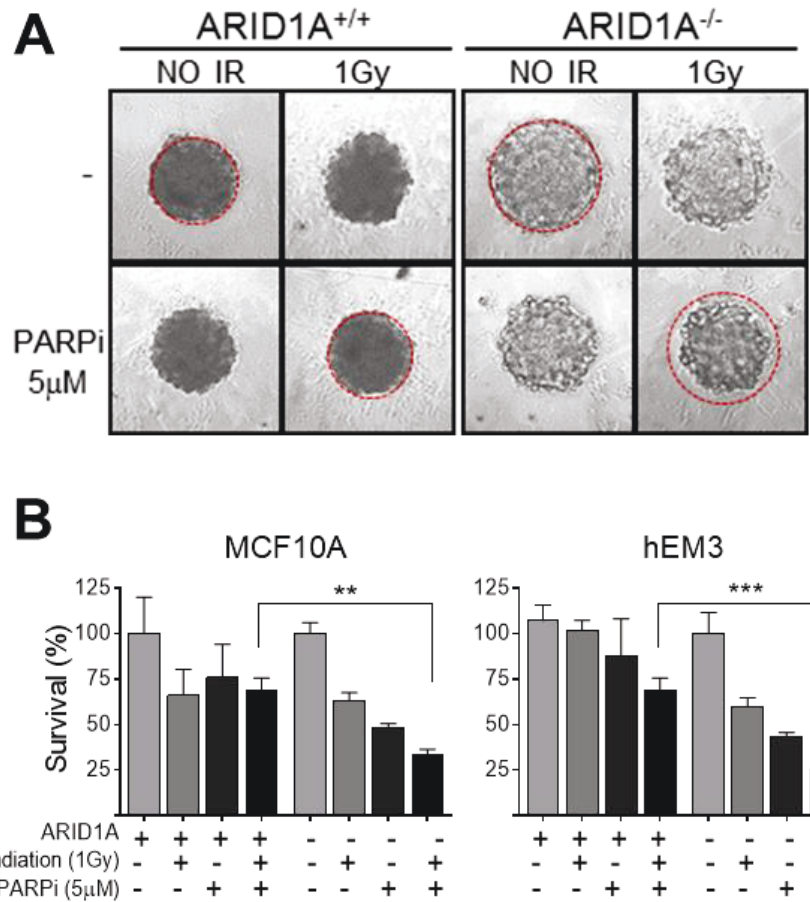 A
ARID1A+/+ ARID1A-/-
NO IR 1Gy NO IR 1Gy
-
PARPi
5μM
B
MCF10A hEM3
** ***
Survival (%)
125 125
100 100
75 75
50 50
25 25
ARID1A + + + + - - - - + + + + - - -
diation (1Gy) - + - + - + - + - + - + - + -
PARPi (5μM) - - + + - - + + - - + + - - +